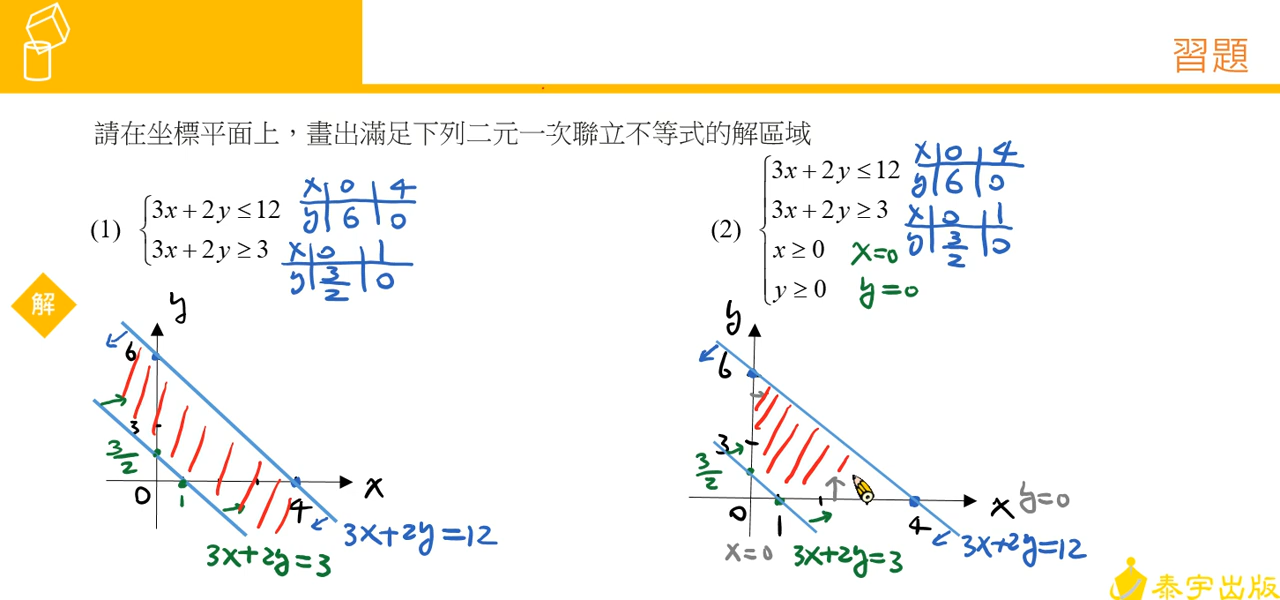 習題
請在坐標平面上，畫出滿足下列二元一次聯立不等式的解區域
(1) { 3x + 2y ≤ 12
3x + 2y ≥ 3
x 0 4
y 6 0
x 0 1
y 3/2 0
(2) { 3x + 2y ≤ 12
3x + 2y ≥ 3
x ≥ 0
y ≥ 0
x 0 4
y 6 0
x 0 1
y 3/2 0
x=0
y=0
解
y
6
3
3/2
0
1
4
x
3x+2y=12
3x+2y=3
y
6
3
3/2
0
1
4
x
y=0
x=0
3x+2y=3
3x+2y=12
泰宇出版